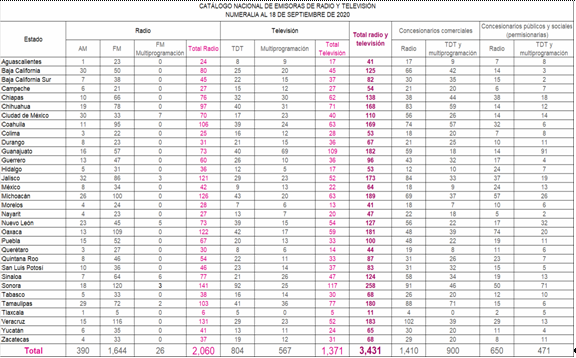 CATÁLOGO NACIONAL DE EMISORAS DE RADIO Y TELEVISIÓN
NUMERALIA AL 18 DE SEPTIEMBRE DE 2020
Estado Radio Televisión Total radio y televisión Concesionarios comerciales Concesionarios públicos y sociales (permisionarias)
AM FM FM Multiprogramación Total Radio TDT Multiprogramación Total Televisión Radio TDT y multiprogramación Radio TDT y multiprogramación
Aguascalientes 1 23 0 24 8 9 17 41 17 9 7 8
Baja California 30 50 0 80 25 20 45 125 66 42 14 3
Baja California Sur 7 38 0 45 22 15 37 82 30 35 15 2
Campeche 6 21 0 27 15 12 27 54 21 20 6 7
Chiapas 10 66 0 76 32 30 62 138 38 44 38 18
Chihuahua 19 78 0 97 40 31 71 168 83 59 14 12
Ciudad de México 30 33 7 70 17 23 40 110 56 26 14 14
Coahuila 11 95 0 106 39 24 63 169 74 57 32 6
Colima 3 22 0 25 16 12 28 53 18 20 7 8
Durango 8 23 0 31 21 15 36 67 21 25 10 11
Guanajuato 16 57 0 73 40 69 109 182 59 18 14 91
Guerrero 13 47 0 60 26 10 36 96 43 32 17 4
Hidalgo 5 31 0 36 12 5 17 53 12 10 24 7
Jalisco 32 86 3 121 29 23 52 173 84 33 37 19
México 8 34 0 42 9 13 22 64 18 9 24 13
Michoacán 26 100 0 126 43 20 63 189 69 37 57 26
Morelos 4 24 0 28 7 6 13 41 18 7 10 6
Nayarit 4 23 0 27 13 7 20 47 22 18 5 2
Nuevo León 23 45 5 73 39 15 54 127 56 22 17 32
Oaxaca 13 109 0 122 42 17 59 181 48 39 74 20
Puebla 15 52 0 67 20 13 33 100 48 22 19 11
Querétaro 3 27 0 30 8 6 14 44 19 8 11 6
Quintana Roo 8 46 0 54 22 11 33 87 31 26 23 7
San Luis Potosí 10 36 0 46 23 14 37 83 31 32 15 5
Sinaloa 7 64 6 77 21 26 47 124 58 34 19 13
Sonora 18 120 3 141 92 25 117 258 91 46 50 71
Tabasco 5 33 0 38 16 14 30 68 26 20 12 10
Tamaulipas 29 72 2 103 41 36 77 180 88 71 15 6
Tlaxcala 1 5 0 6 5 0 5 11 4 0 2 5
Veracruz 15 116 0 131 29 23 52 183 102 39 29 13
Yucatán 6 35 0 41 13 11 24 65 30 20 11 4
Zacatecas 4 33 0 37 19 12 31 68 29 20 8 11
Total 390 1,644 26 2,060 804 567 1,371 3,431 1,410 900 650 471